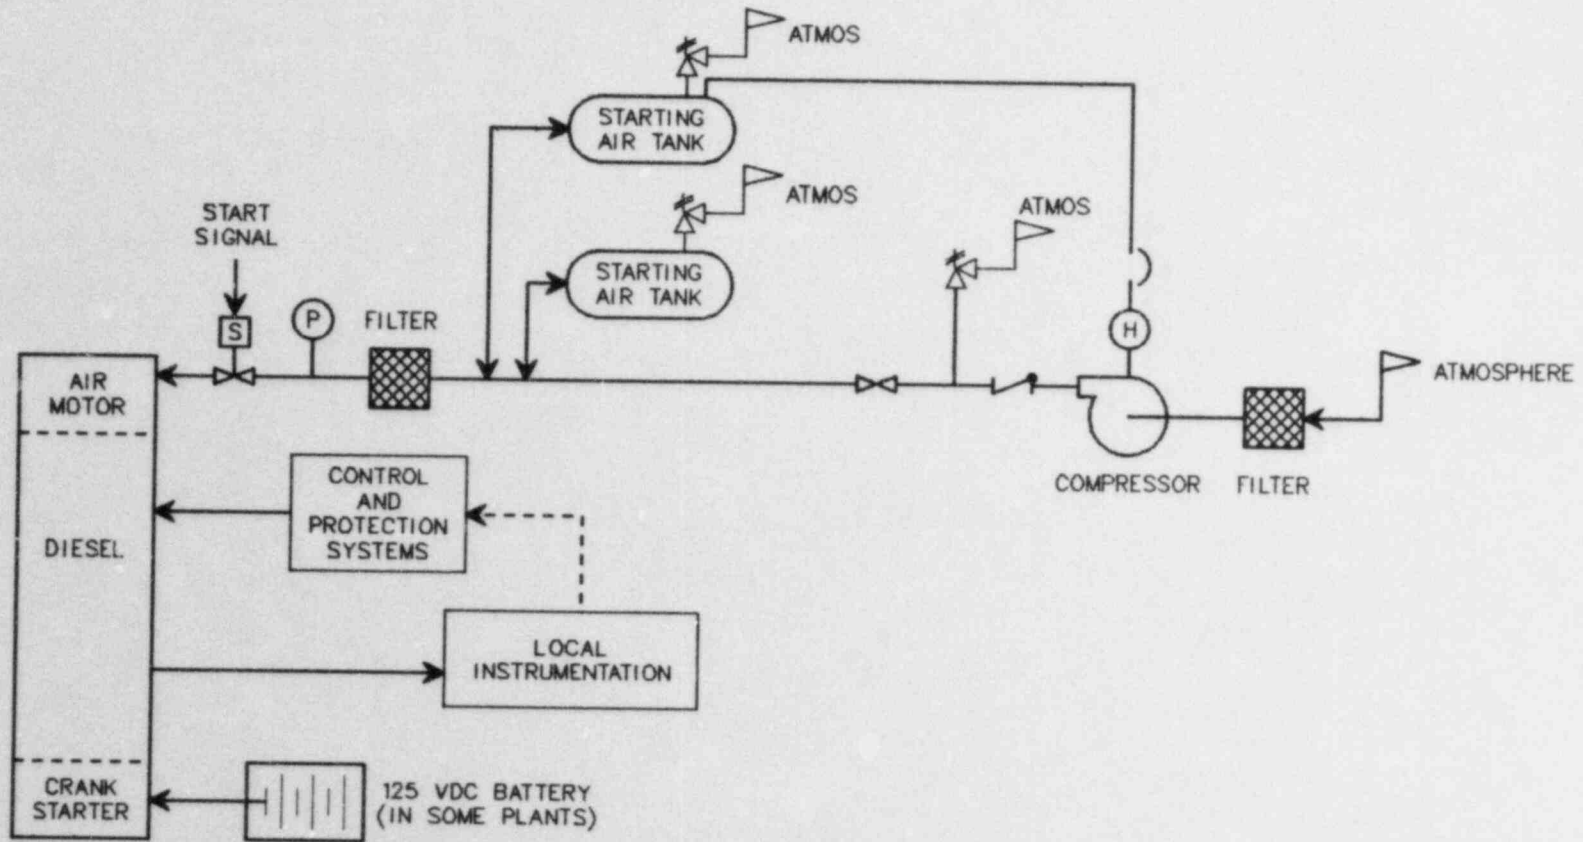 ATMOS
STARTING
AIR TANK
ATMOS
START
SIGNAL
ATMOS
STARTING
AIR TANK
S
P
FILTER
H
AIR
MOTOR
ATMOSPHERE
COMPRESSOR
FILTER
CONTROL
AND
PROTECTION
SYSTEMS
DIESEL
LOCAL
INSTRUMENTATION
CRANK
STARTER
125 VDC BATTERY
(IN SOME PLANTS)